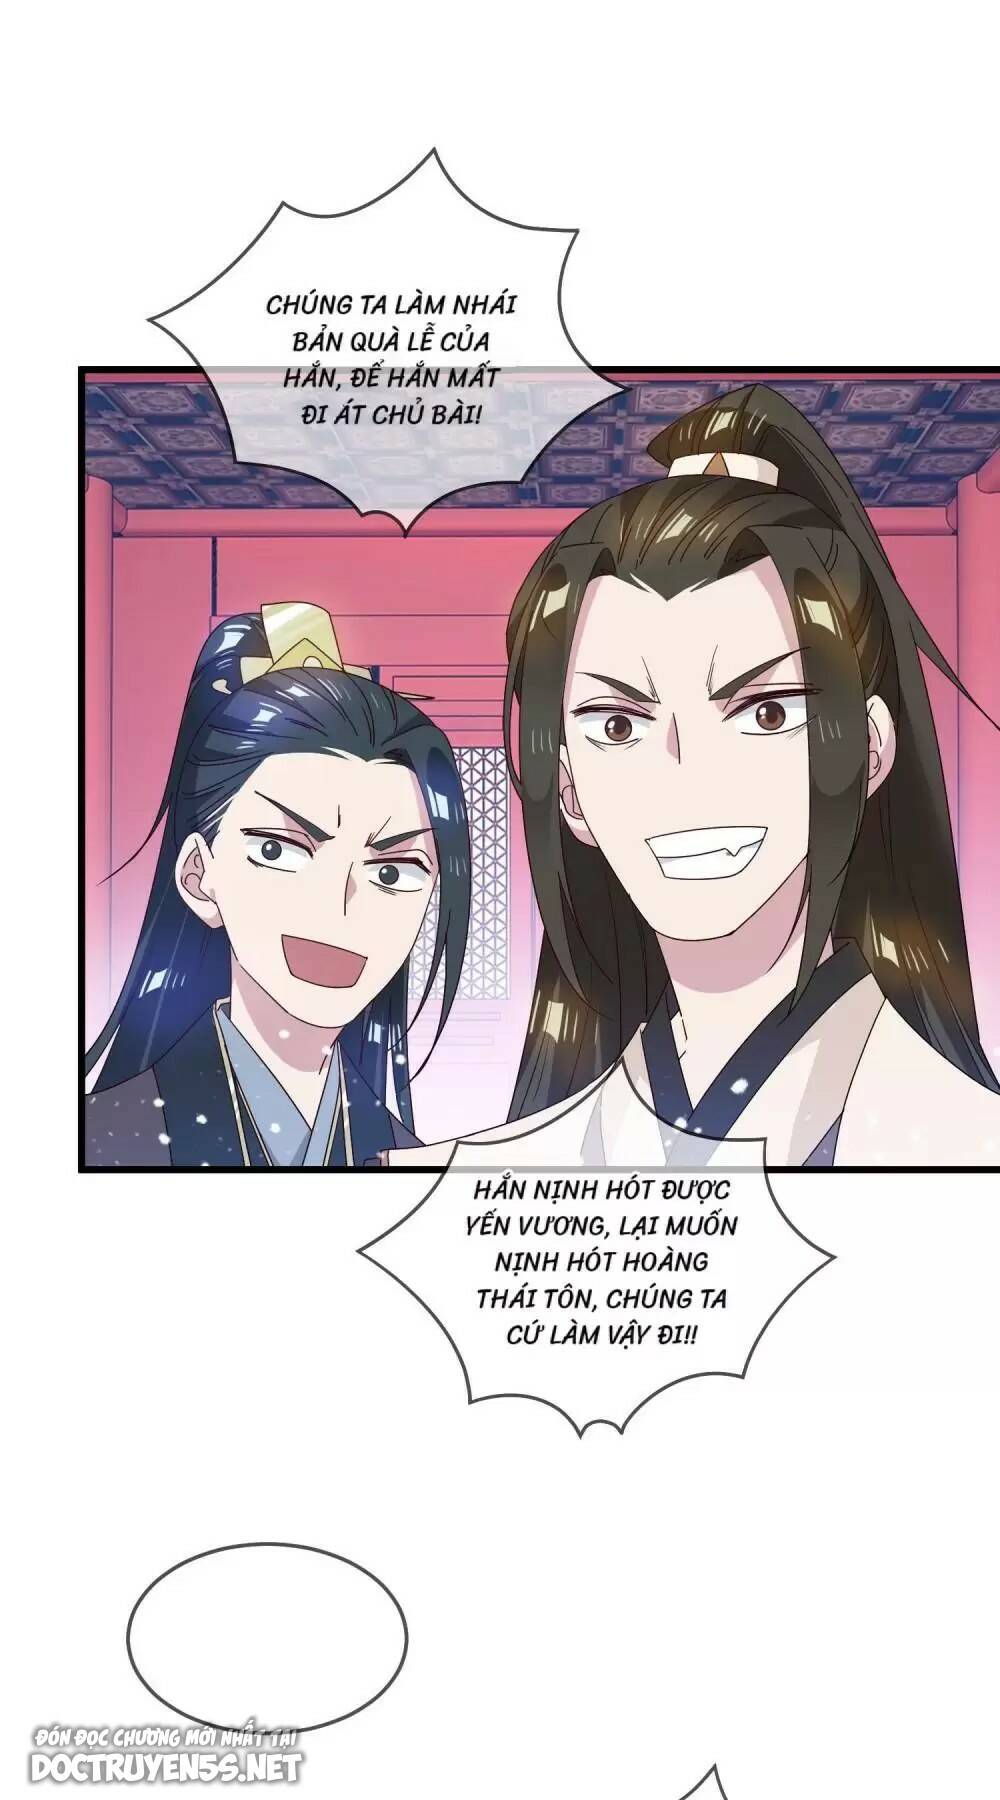 CHÚNG TA LÀM NHÁI
BẢN QUÀ LỄ CỦA
HẮN, ĐỂ HẮN MẤT
ĐI ÁT CHỦ BÀI!
HẮN NỊNH HÓT ĐƯỢC
YẾN VƯƠNG, LẠI MUỐN
NỊNH HÓT HOÀNG
THÁI TÔN, CHÚNG TA
CỨ LÀM VẬY ĐI!!
ĐÓN ĐỌC CHƯƠNG MỚI NHẤT TẠI
DOCTRUYEN5S.NET